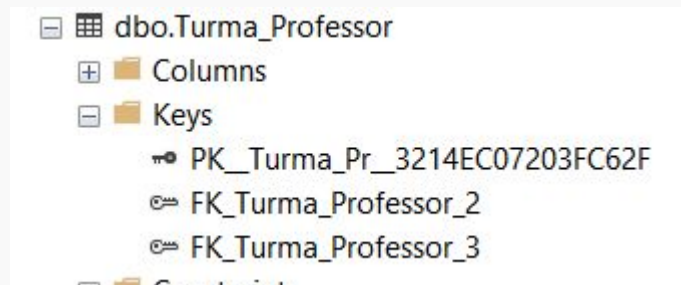 dbo.Turma_Professor
Columns
Keys
PK__Turma_Pr__3214EC07203FC62F
FK_Turma_Professor_2
FK_Turma_Professor_3